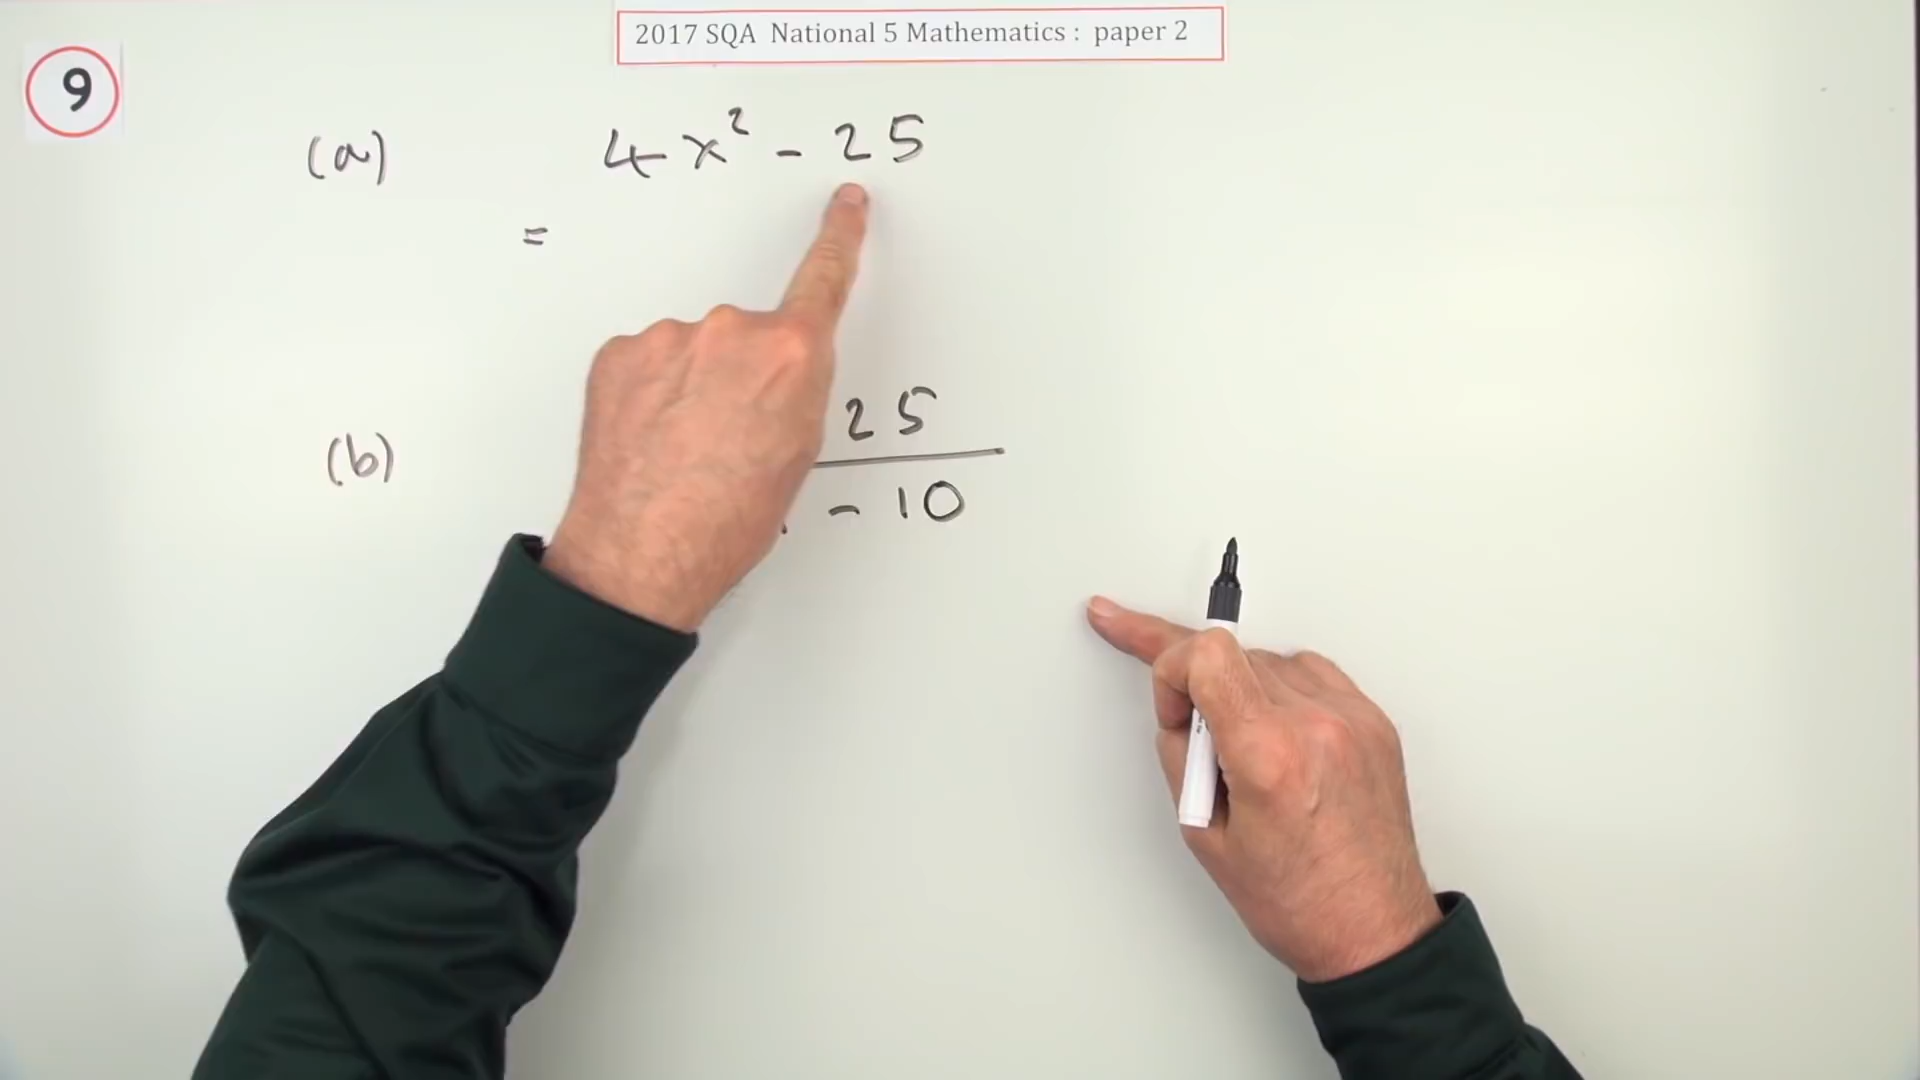 2017 SQA National 5 Mathematics : paper 2
9
(a) 4x² - 25
=
(b) 25
- 10